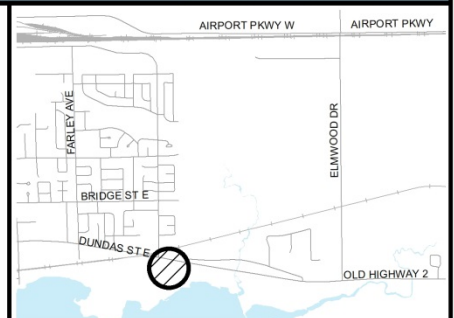 AIRPORT PKWY W
AIRPORT PKWY
FARLEY AVE
ELMWOOD DR
BRIDGE ST E
DUNDAS ST E
OLD HIGHWAY 2